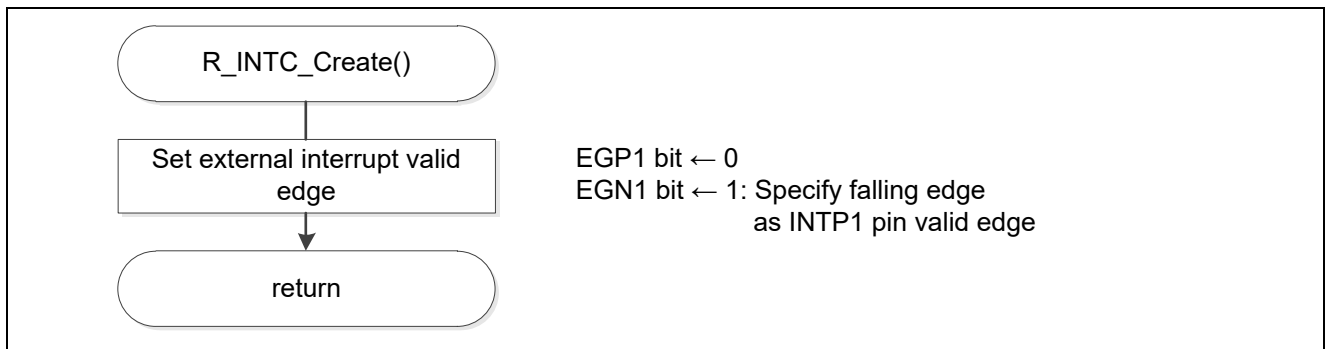 R_INTC_Create()
Set external interrupt valid
edge
EGP1 bit ← 0
EGN1 bit ← 1: Specify falling edge
as INTP1 pin valid edge
return